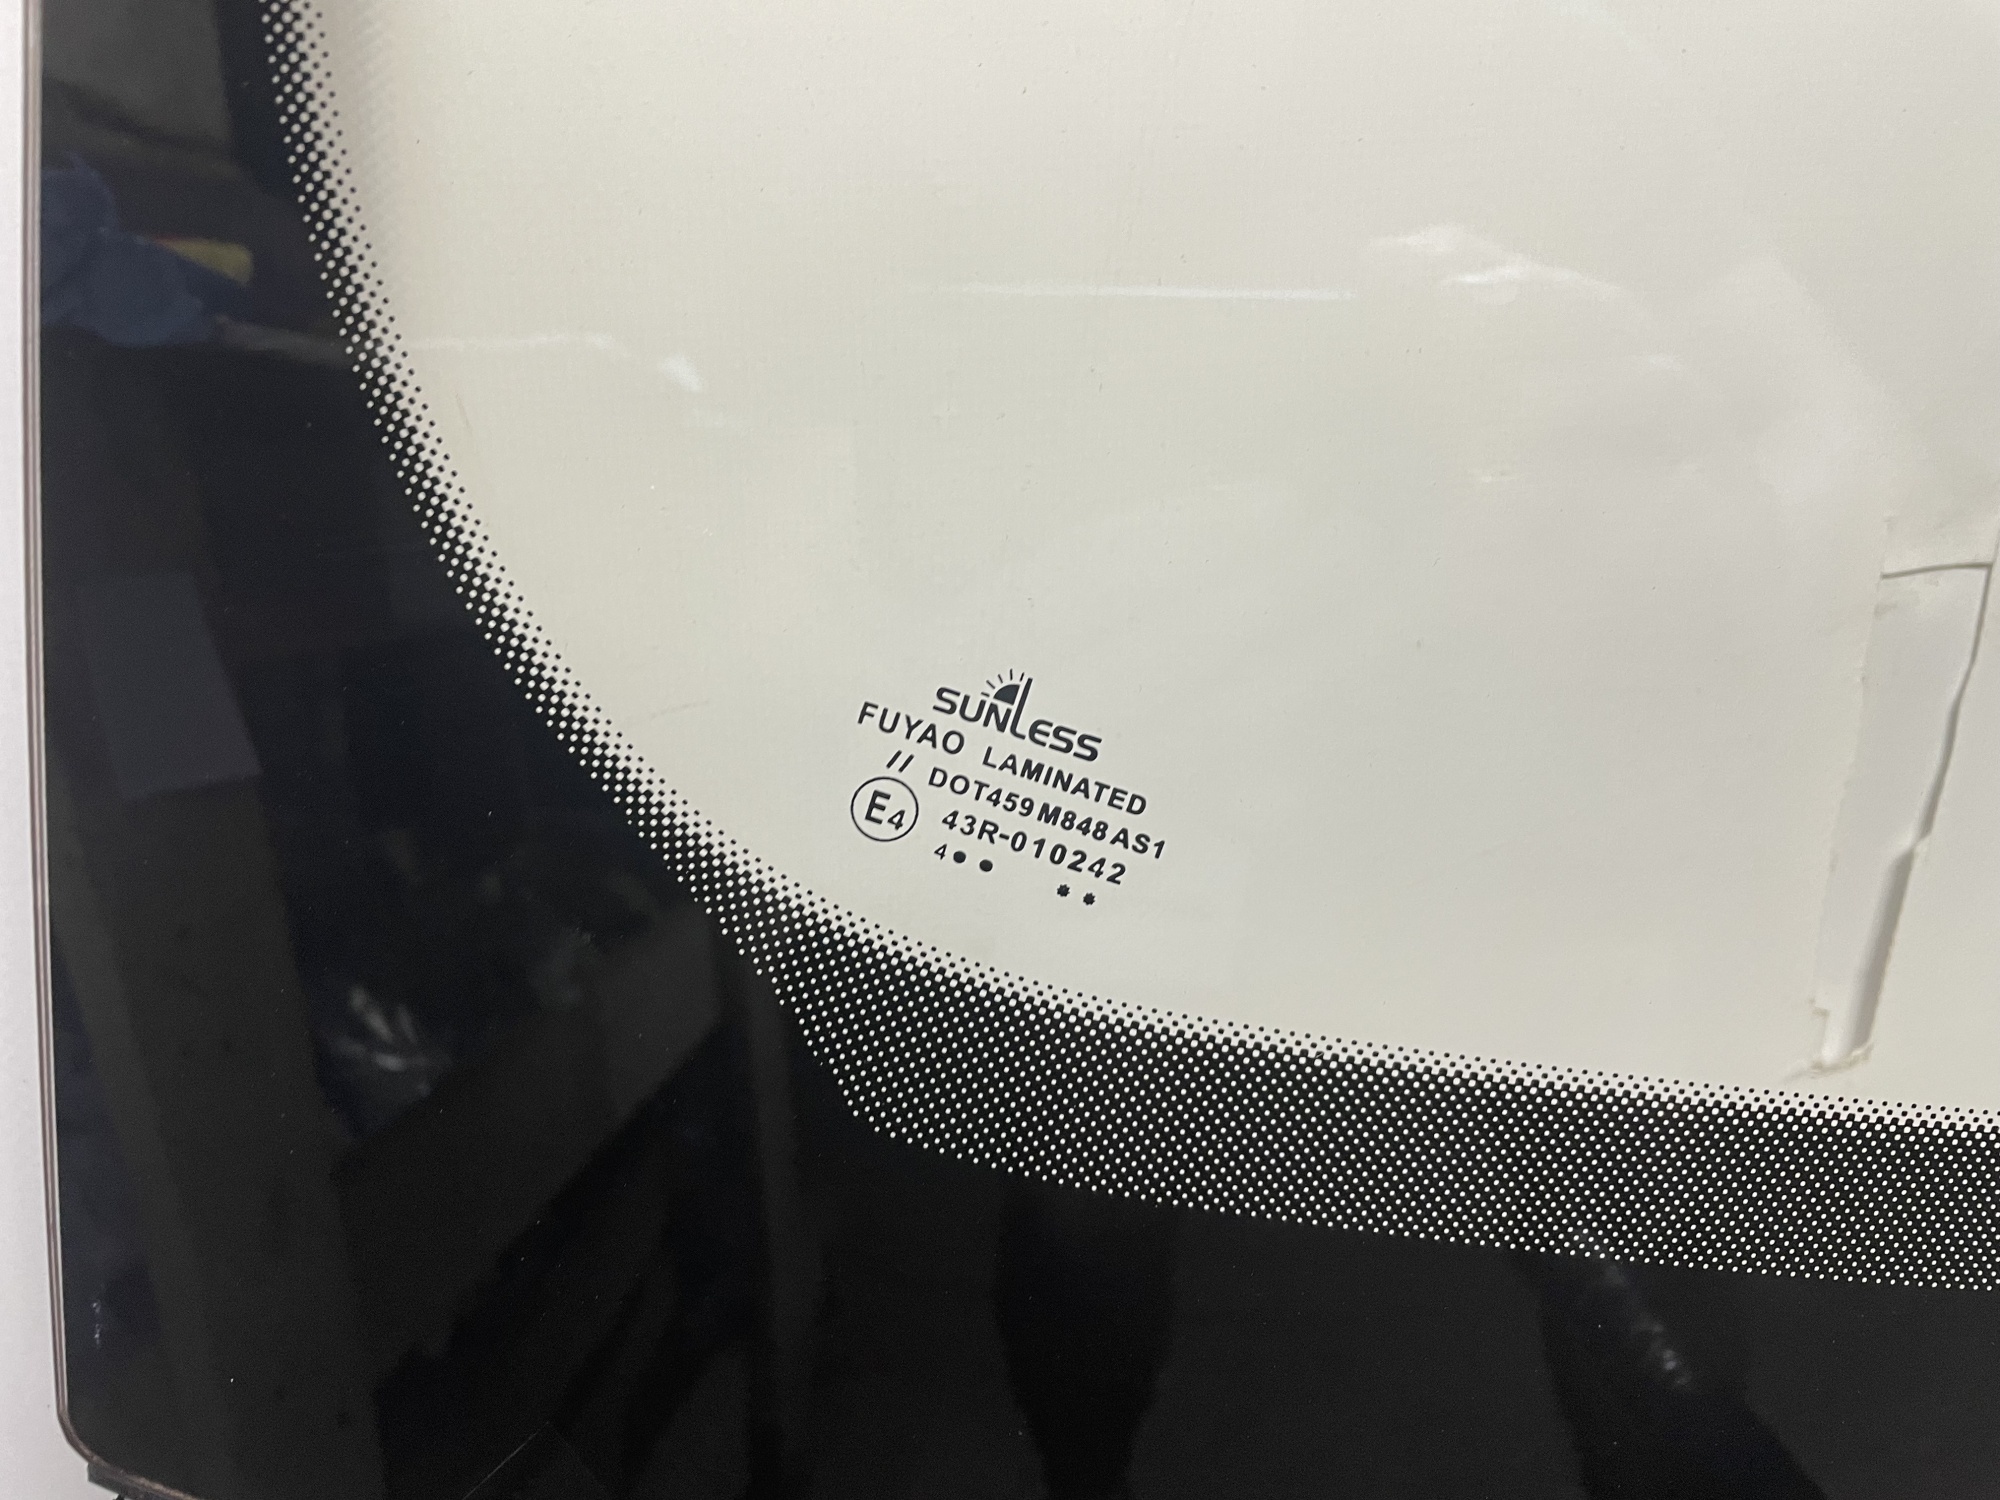 SUNLESS
FUYAO LAMINATED
// DOT459 M848 AS1
E4 43R-010242
4●● ✱✱